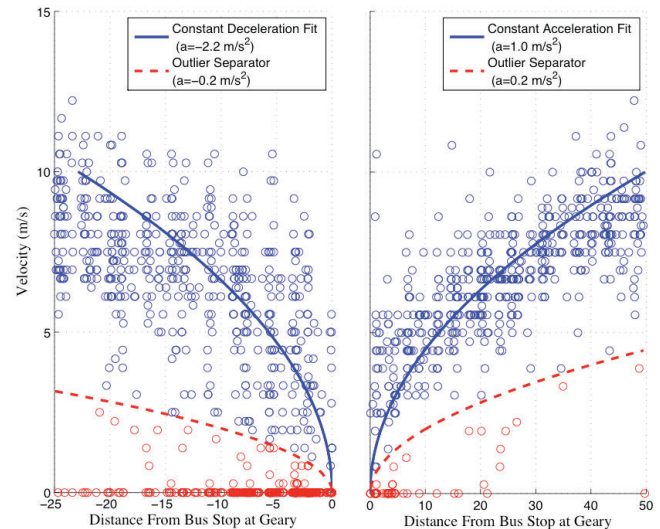 15
10
5
0
Velocity (m/s)
Constant Deceleration Fit
(a=−2.2 m/s²)
Outlier Separator
(a=−0.2 m/s²)
-25 -20 -15 -10 -5 0
Distance From Bus Stop at Geary
Constant Acceleration Fit
(a=1.0 m/s²)
Outlier Separator
(a=0.2 m/s²)
0 10 20 30 40 50
Distance From Bus Stop at Geary